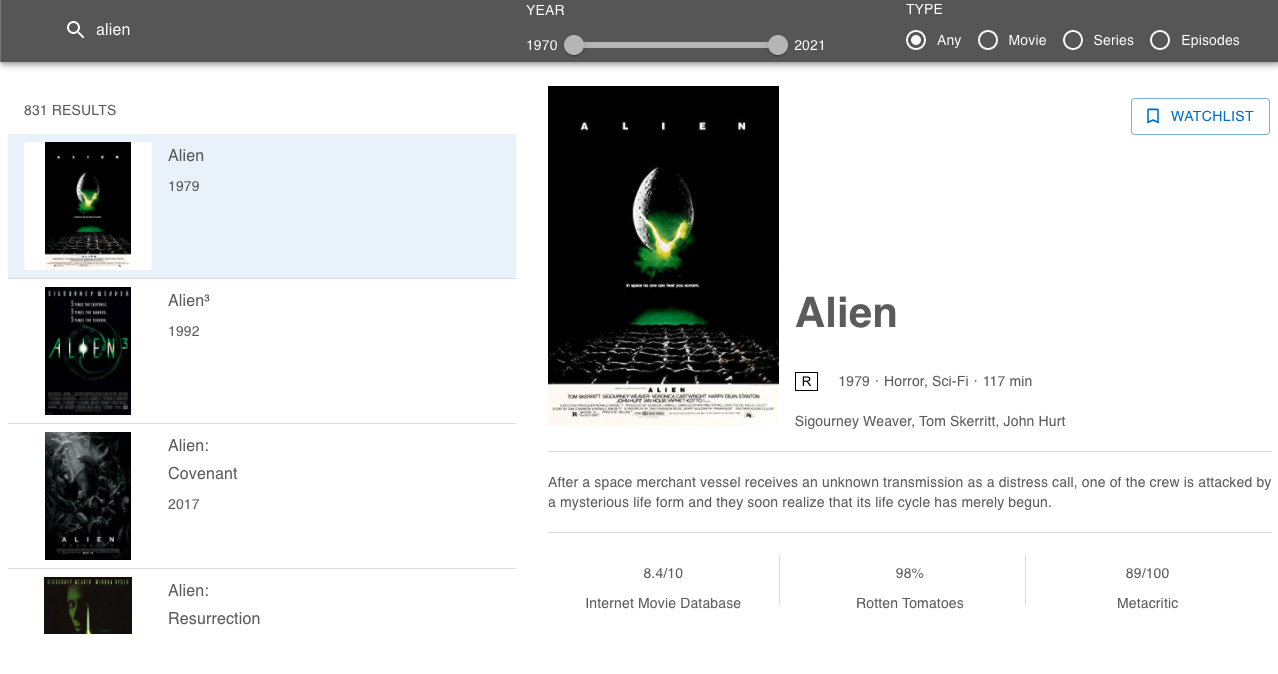 alien
YEAR
1970
2021
TYPE
Any
Movie
Series
Episodes
831 RESULTS
Alien
1979
SIGOURNEY WEAVER
ALIEN³
Alien³
1992
ALIEN
Alien:
Covenant
2017
Alien:
Resurrection
ALIEN
In space no one can hear you scream.
ALIEN
TOM SKERRITT SIGOURNEY WEAVER VERONICA CARTWRIGHT HARRY DEAN STANTON
JOHN HURT IAN HOLM YAPHET KOTTO
WATCHLIST
Alien
R
1979 · Horror, Sci-Fi · 117 min
Sigourney Weaver, Tom Skerritt, John Hurt
After a space merchant vessel receives an unknown transmission as a distress call, one of the crew is attacked by
a mysterious life form and they soon realize that its life cycle has merely begun.
8.4/10
Internet Movie Database
98%
Rotten Tomatoes
89/100
Metacritic